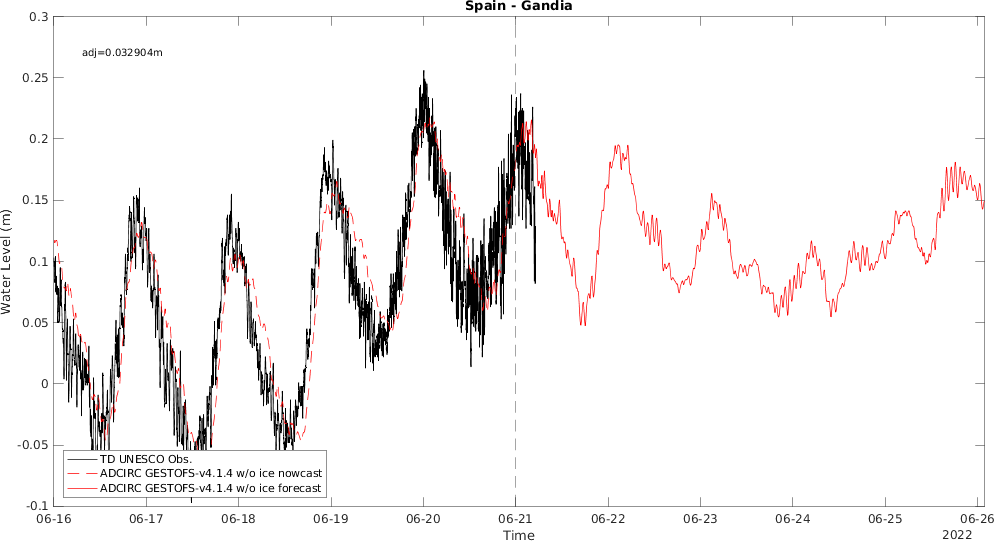 Spain - Gandia
adj=0.032904m
Water Level (m)
0.3
0.25
0.2
0.15
0.1
0.05
0
-0.05
-0.1
TD UNESCO Obs.
ADCIRC GESTOFS-v4.1.4 w/o ice nowcast
ADCIRC GESTOFS-v4.1.4 w/o ice forecast
06-16 06-17 06-18 06-19 06-20 06-21 06-22 06-23 06-24 06-25 06-26
Time
2022